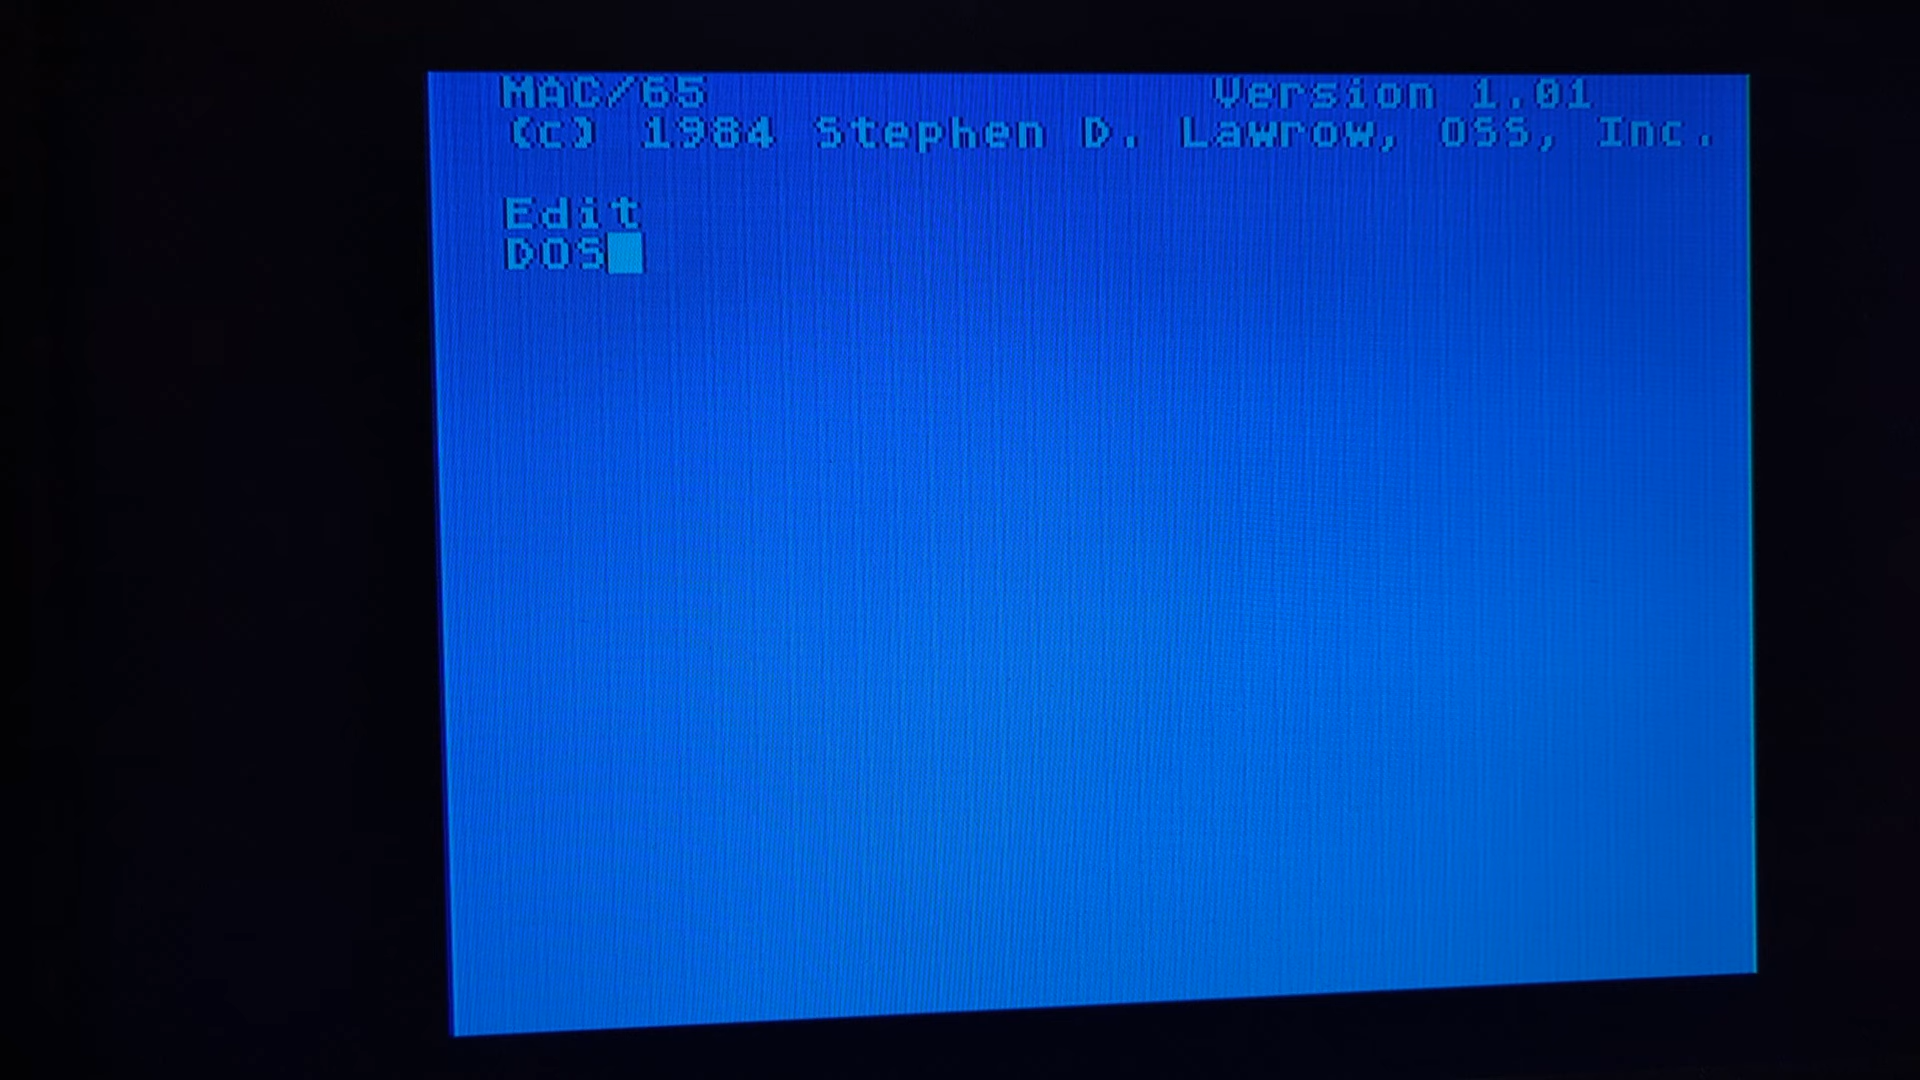 MAC/65 Version 1.01
(c) 1984 Stephen D. Lawrow, OSS, Inc.
Edit
DOS